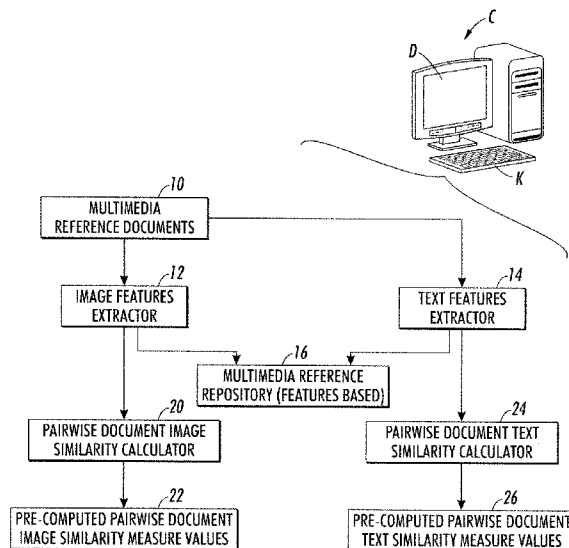 C
D
K
10
MULTIMEDIA
REFERENCE DOCUMENTS
12
IMAGE FEATURES
EXTRACTOR
14
TEXT FEATURES
EXTRACTOR
16
MULTIMEDIA REFERENCE
REPOSITORY (FEATURES BASED)
20
PAIRWISE DOCUMENT IMAGE
SIMILARITY CALCULATOR
24
PAIRWISE DOCUMENT TEXT
SIMILARITY CALCULATOR
22
PRE-COMPUTED PAIRWISE DOCUMENT
IMAGE SIMILARITY MEASURE VALUES
26
PRE-COMPUTED PAIRWISE DOCUMENT
TEXT SIMILARITY MEASURE VALUES